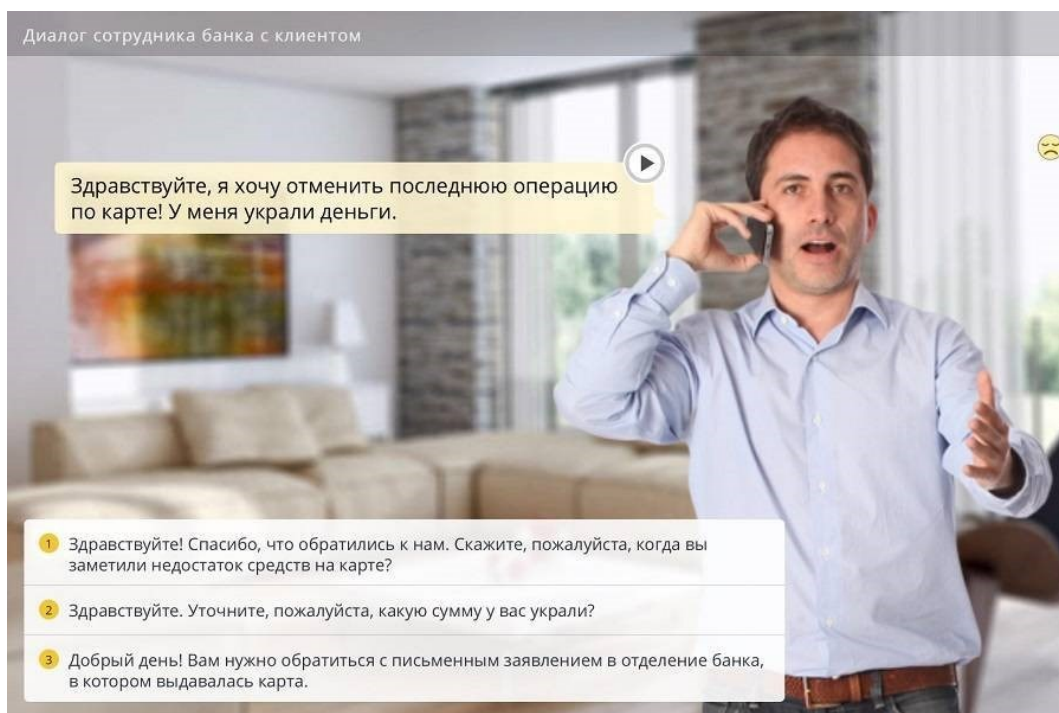 Диалог сотрудника банка с клиентом
Здравствуйте, я хочу отменить последнюю операцию
по карте! У меня украли деньги.
1 Здравствуйте! Спасибо, что обратились к нам. Скажите, пожалуйста, когда вы
заметили недостаток средств на карте?
2 Здравствуйте. Уточните, пожалуйста, какую сумму у вас украли?
3 Добрый день! Вам нужно обратиться с письменным заявлением в отделение банка,
в котором выдавалась карта.